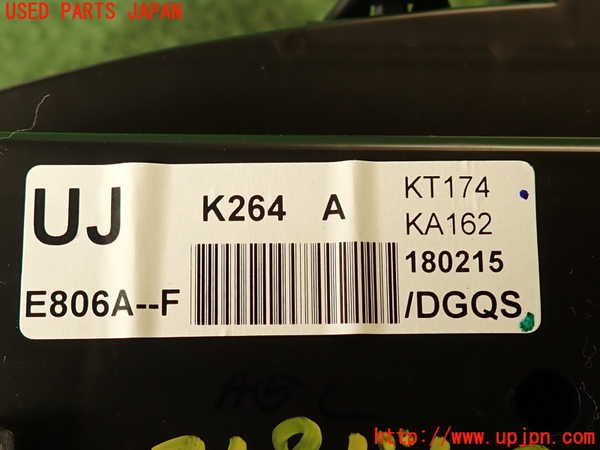 USED PARTS JAPAN
UJ K264 A KT174
KA162
180215
E806A--F /DGQS
http://www.upjpn.com/